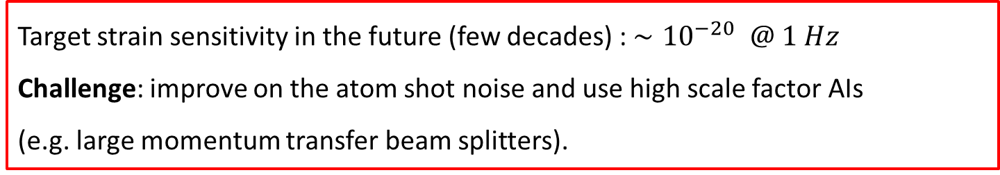 Target strain sensitivity in the future (few decades) : ~ 10⁻²⁰ @ 1 Hz
Challenge: improve on the atom shot noise and use high scale factor AIs
(e.g. large momentum transfer beam splitters).